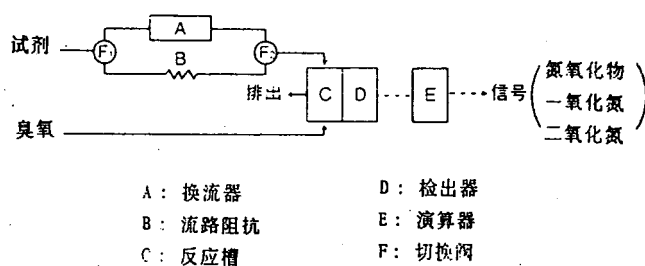 A
试剂 F₁ F₂
B
排出 C D E 信号 氮氧化物
一氧化氮
二氧化氮
臭氧
A： 换流器 D： 检出器
B： 流路阻抗 E： 演算器
C： 反应槽 F： 切换阀